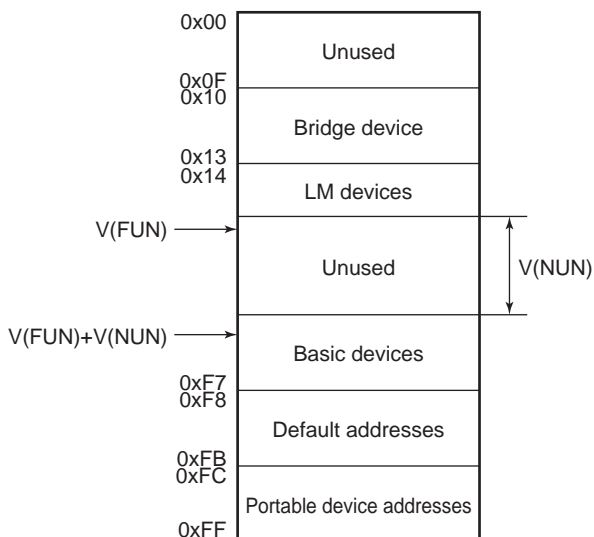 0x00
Unused
0x0F
0x10
Bridge device
0x13
0x14
LM devices
V(FUN)
Unused
V(NUN)
V(FUN)+V(NUN)
Basic devices
0xF7
0xF8
Default addresses
0xFB
0xFC
Portable device addresses
0xFF